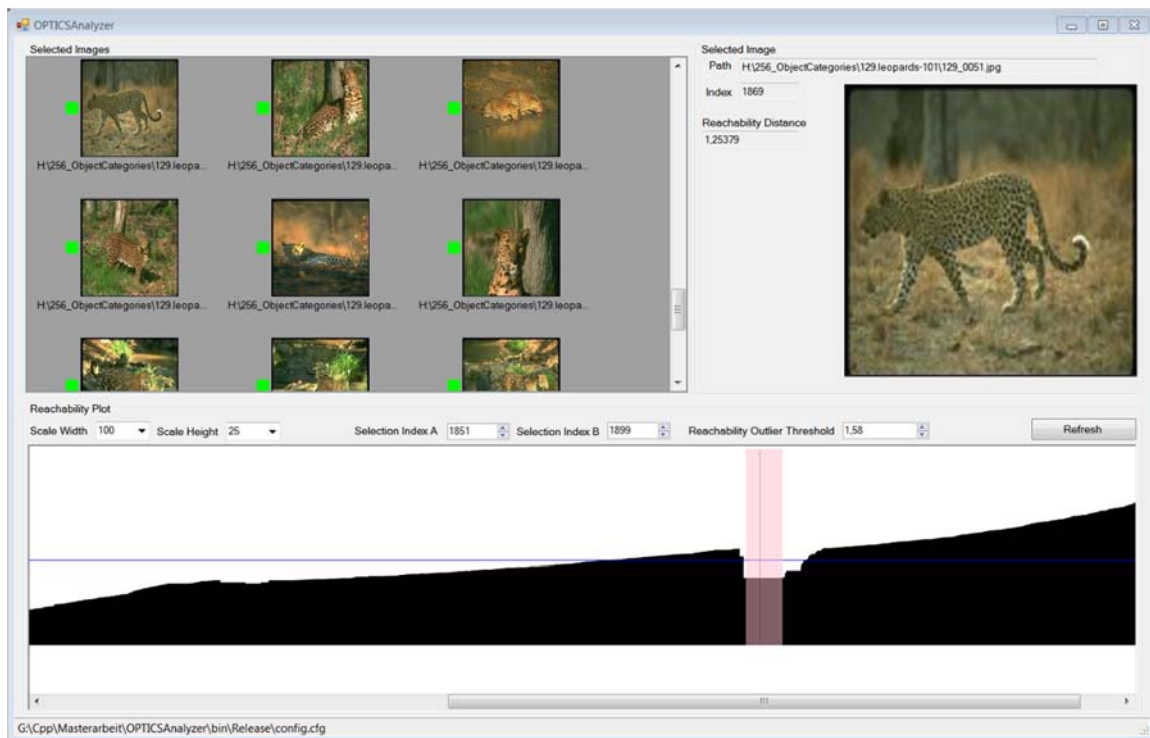 OPTICSAnalyzer
Selected Images
H:\256_ObjectCategories\129.leopa...
H:\256_ObjectCategories\129.leopa...
H:\256_ObjectCategories\129.leopa...
H:\256_ObjectCategories\129.leopa...
H:\256_ObjectCategories\129.leopa...
H:\256_ObjectCategories\129.leopa...
Selected Image
Path H:\256_ObjectCategories\129.leopards-101\129_0051.jpg
Index 1869
Reachability Distance
1,25379
Reachability Plot
Scale Width 100 Scale Height 25 Selection Index A 1851 Selection Index B 1899 Reachability Outlier Threshold 1,58 Refresh
G:\Cpp\Masterarbeit\OPTICSAnalyzer\bin\Release\config.cfg